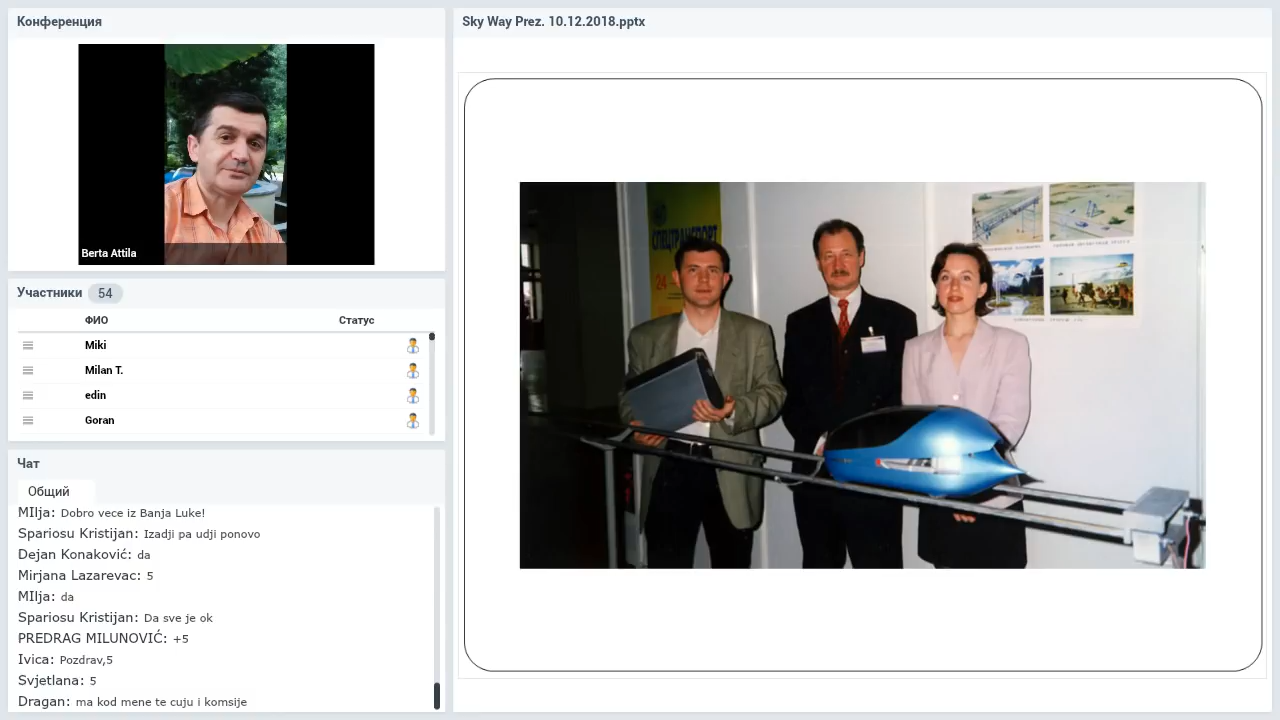 Конференция
Berta Attila
Участники 54
ФИО Статус
Miki
Milan T.
edin
Goran
Чат
Общий
MIlja: Dobro vece iz Banja Luke!
Spariosu Kristijan: Izadji pa udji ponovo
Dejan Konaković: da
Mirjana Lazarevac: 5
MIlja: da
Spariosu Kristijan: Da sve je ok
PREDRAG MILUNOVIĆ: +5
Ivica: Pozdrav,5
Svjetlana: 5
Dragan: ma kod mene te cuju i komsije
Sky Way Prez. 10.12.2018.pptx
СПЕЦТРАНСПОРТ
24